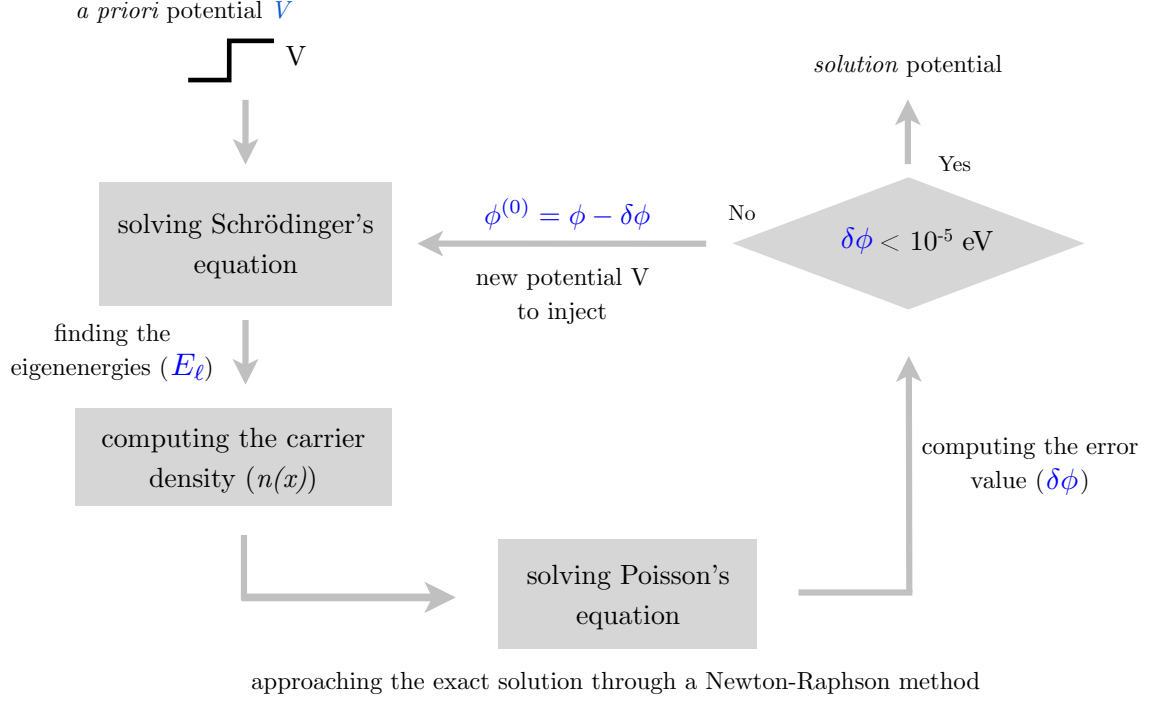 a priori potential V
V
solution potential
Yes
No
δϕ < 10⁻⁵ eV
ϕ⁽⁰⁾ = ϕ − δϕ
new potential V
to inject
solving Schrödinger's
equation
finding the
eigenenergies (Eℓ)
computing the carrier
density (n(x))
solving Poisson's
equation
computing the error
value (δϕ)
approaching the exact solution through a Newton-Raphson method